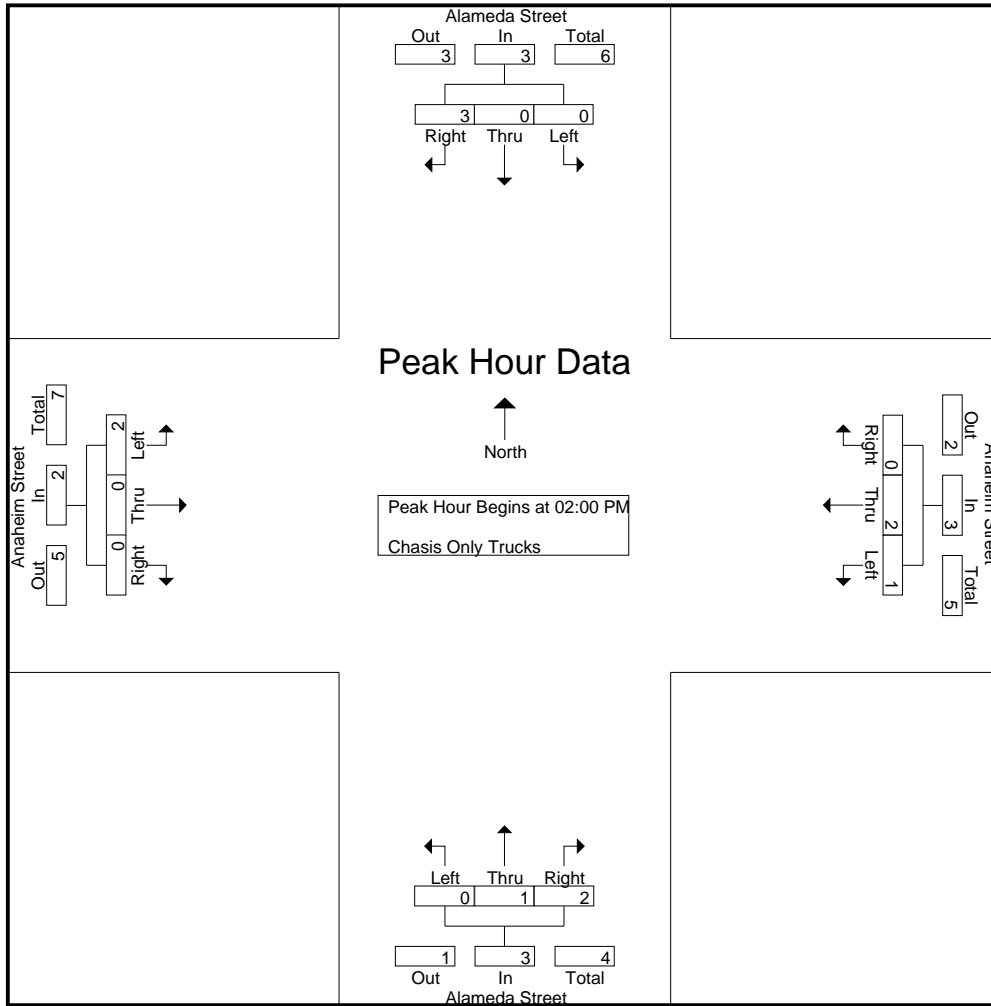 Alameda Street
Out In Total
3 3 6
3 0 0
Right Thru Left
Peak Hour Data
North
Peak Hour Begins at 02:00 PM
Chasis Only Trucks
Anaheim Street
Out In Total
5 2 7
2 0 0
Left Thru Right
Anaheim Street
Out In Total
2 3 5
0 2 1
Right Thru Left
Left Thru Right
0 1 2
1 3 4
Out In Total
Alameda Street